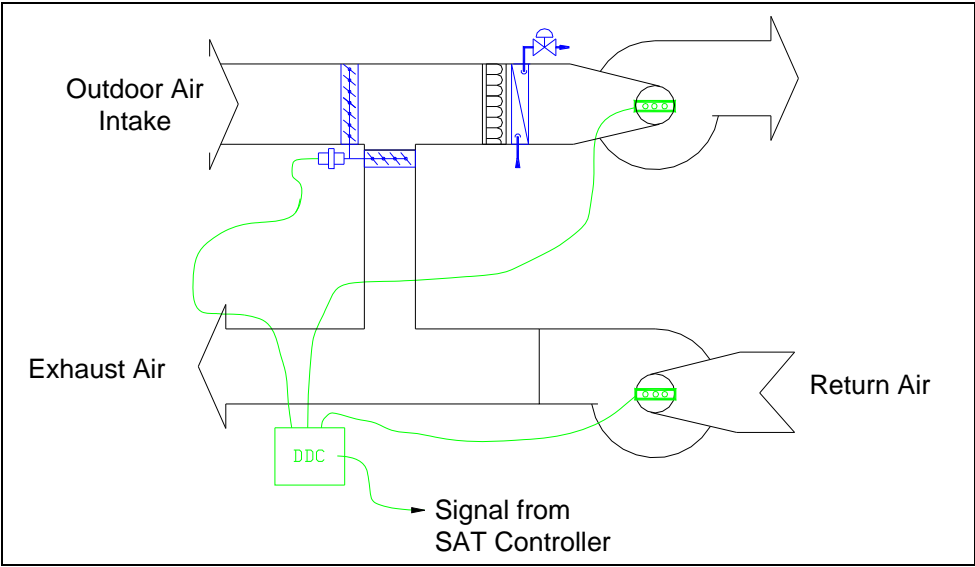 Outdoor Air
Intake
Exhaust Air
Return Air
DDC
Signal from
SAT Controller